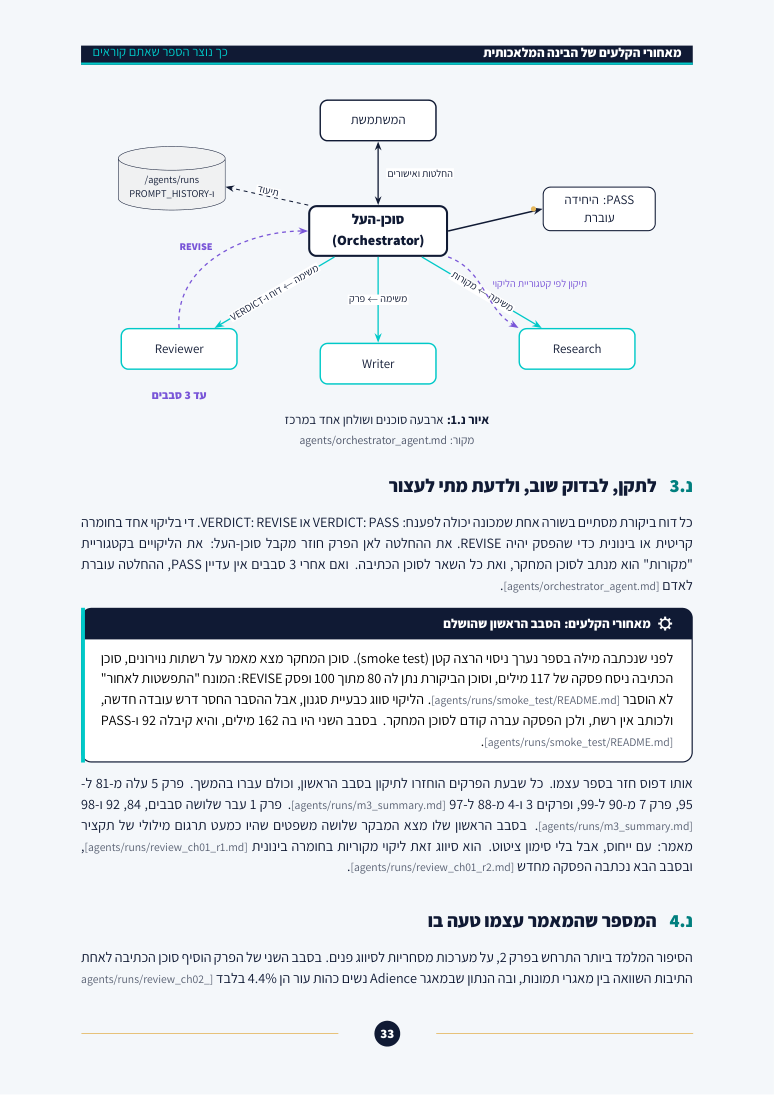 מאחורי הקלעים של הבינה המלאכותית
כך נוצר הספר שאתם קוראים
המשתמשת
החלטות ואישורים
/agents/runs
ו-PROMPT_HISTORY
תיעוד
סוכן-העל
(Orchestrator)
PASS: היחידה
עוברת
REVISE
משימה ← דוח ו-VERDICT
משימה ← פרק
משימה ← מקורות
תיקון לפי קטגוריית הליקוי
Reviewer
Writer
Research
עד 3 סבבים
איור נ.1: ארבעה סוכנים ושולחן אחד במרכז
מקור: agents/orchestrator_agent.md
נ.3 לתקן, לבדוק שוב, ולדעת מתי לעצור
כל דוח ביקורת מסתיים בשורה אחת שמכונה יכולה לפענח: VERDICT: PASS או VERDICT: REVISE. די בליקוי אחד בחומרה
קריטית או בינונית כדי שהפסק יהיה REVISE. את ההחלטה לאן הפרק חוזר מקבל סוכן-העל: את הליקויים בקטגוריית
"מקורות" הוא מנתב לסוכן המחקר, ואת כל השאר לסוכן הכתיבה. ואם אחרי 3 סבבים אין עדיין PASS, ההחלטה עוברת
לאדם [agents/orchestrator_agent.md].
מאחורי הקלעים: הסבב הראשון שהושלם
לפני שנכתבה מילה בספר נערך ניסוי הרצה קטן (smoke test). סוכן המחקר מצא מאמר על רשתות נוירונים, סוכן
הכתיבה ניסח פסקה של 117 מילים, וסוכן הביקורת נתן לה 80 מתוך 100 ופסק REVISE: המונח "התפשטות לאחור"
לא הוסבר [agents/runs/smoke_test/README.md]. הליקוי סווג כבעיית סגנון, אבל ההסבר החסר דרש עובדה חדשה,
ולכותב אין רשת, ולכן הפסקה עברה קודם לסוכן המחקר. בסבב השני היו בה 162 מילים, והיא קיבלה 92 ו-PASS
[agents/runs/smoke_test/README.md].
אותו דפוס חזר בספר עצמו. כל שבעת הפרקים הוחזרו לתיקון בסבב הראשון, וכולם עברו בהמשך. פרק 5 עלה מ-81 ל-
95, פרק 7 מ-90 ל-99, ופרקים 3 ו-4 מ-88 ל-97 [agents/runs/m3_summary.md]. פרק 1 עבר שלושה סבבים, 84, 92 ו-98
[agents/runs/m3_summary.md]. בסבב הראשון שלו מצא המבקר שלושה משפטים שהיו כמעט תרגום מילולי של תקציר
מאמר: עם ייחוס, אבל בלי סימון ציטוט. הוא סיווג זאת ליקוי מקוריות בחומרה בינונית [agents/runs/review_ch01_r1.md],
ובסבב הבא נכתבה הפסקה מחדש [agents/runs/review_ch01_r2.md].
נ.4 המספר שהמאמר עצמו טעה בו
הסיפור המלמד ביותר התרחש בפרק 2, על מערכות מסחריות לסיווג פנים. בסבב השני של הפרק הוסיף סוכן הכתיבה לאחת
התיבות השוואה בין מאגרי תמונות, ובה הנתון שבמאגר Adience נשים כהות עור הן 4.4% בלבד [agents/runs/review_ch02_
33